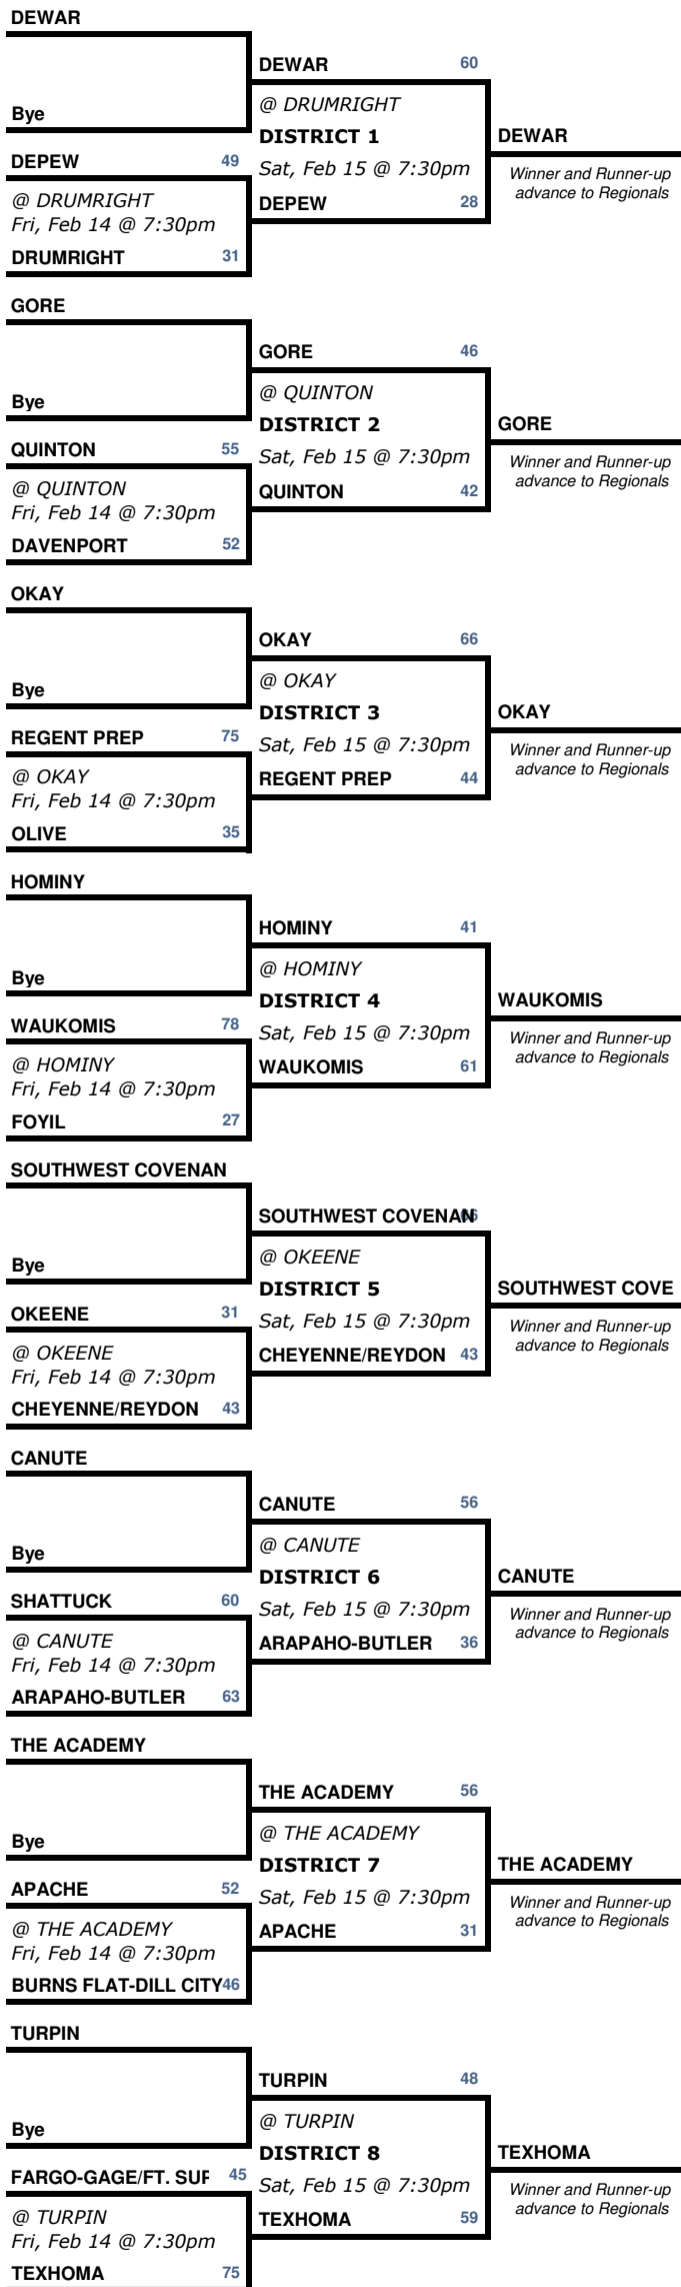 DEWAR
DEWAR 60
Bye
@ DRUMRIGHT
DISTRICT 1
DEWAR
DEPEW 49
Sat, Feb 15 @ 7:30pm
Winner and Runner-up
advance to Regionals
@ DRUMRIGHT
DEPEW 28
Fri, Feb 14 @ 7:30pm
DRUMRIGHT 31
GORE
GORE 46
Bye
@ QUINTON
DISTRICT 2
GORE
QUINTON 55
Sat, Feb 15 @ 7:30pm
Winner and Runner-up
advance to Regionals
@ QUINTON
QUINTON 42
Fri, Feb 14 @ 7:30pm
DAVENPORT 52
OKAY
OKAY 66
Bye
@ OKAY
DISTRICT 3
OKAY
REGENT PREP 75
Sat, Feb 15 @ 7:30pm
Winner and Runner-up
advance to Regionals
@ OKAY
REGENT PREP 44
Fri, Feb 14 @ 7:30pm
OLIVE 35
HOMINY
HOMINY 41
Bye
@ HOMINY
DISTRICT 4
WAUKOMIS
WAUKOMIS 78
Sat, Feb 15 @ 7:30pm
Winner and Runner-up
advance to Regionals
@ HOMINY
WAUKOMIS 61
Fri, Feb 14 @ 7:30pm
FOYIL 27
SOUTHWEST COVENAN
SOUTHWEST COVENAN
Bye
@ OKEENE
DISTRICT 5
SOUTHWEST COVE
OKEENE 31
Sat, Feb 15 @ 7:30pm
Winner and Runner-up
advance to Regionals
@ OKEENE
CHEYENNE/REYDON 43
Fri, Feb 14 @ 7:30pm
CHEYENNE/REYDON 43
CANUTE
CANUTE 56
Bye
@ CANUTE
DISTRICT 6
CANUTE
SHATTUCK 60
Sat, Feb 15 @ 7:30pm
Winner and Runner-up
advance to Regionals
@ CANUTE
ARAPAHO-BUTLER 36
Fri, Feb 14 @ 7:30pm
ARAPAHO-BUTLER 63
THE ACADEMY
THE ACADEMY 56
Bye
@ THE ACADEMY
DISTRICT 7
THE ACADEMY
APACHE 52
Sat, Feb 15 @ 7:30pm
Winner and Runner-up
advance to Regionals
@ THE ACADEMY
APACHE 31
Fri, Feb 14 @ 7:30pm
BURNS FLAT-DILL CITY 46
TURPIN
TURPIN 48
Bye
@ TURPIN
DISTRICT 8
TEXHOMA
FARGO-GAGE/FT. SUP 45
Sat, Feb 15 @ 7:30pm
Winner and Runner-up
advance to Regionals
@ TURPIN
TEXHOMA 59
Fri, Feb 14 @ 7:30pm
TEXHOMA 75